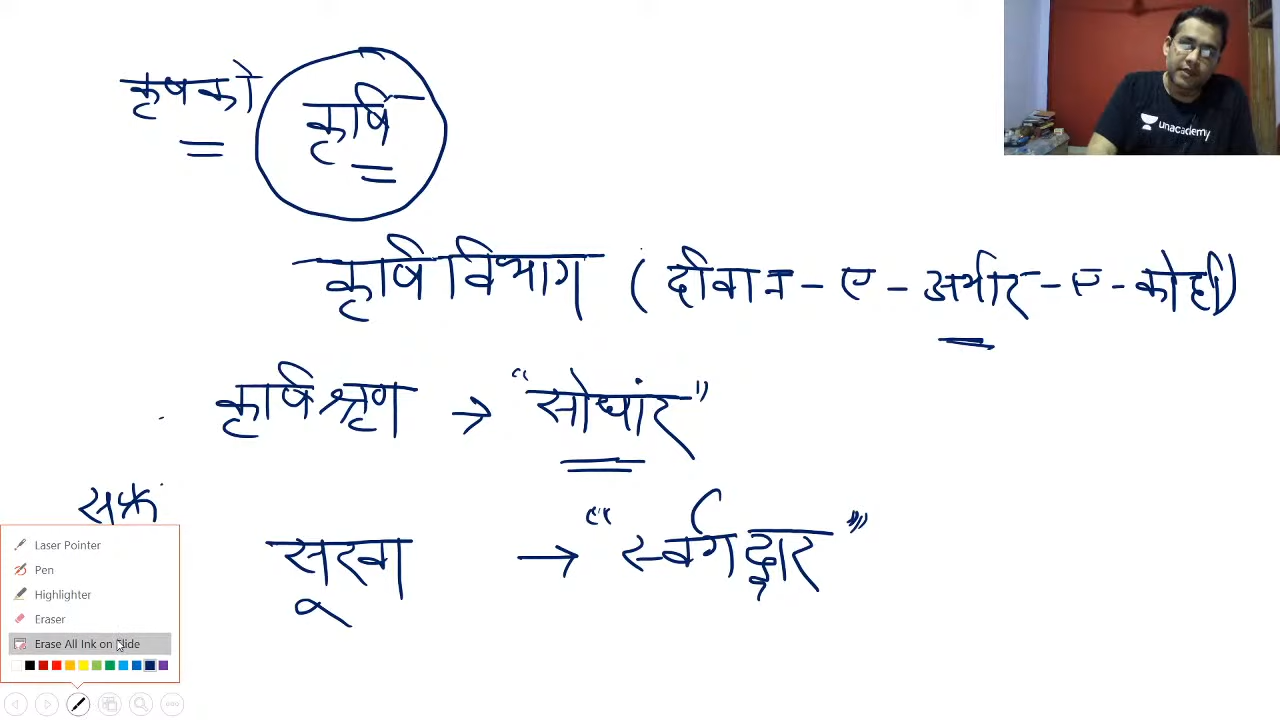 कृषको कृषि
unacademy
कृषि विभाग (दीवान - ए - अमीर - ए - कोही)
कृषि ऋण → "सोधांर"
सूखा → "स्वर्गद्वार"
Laser Pointer
Pen
Highlighter
Eraser
Erase All Ink on Slide